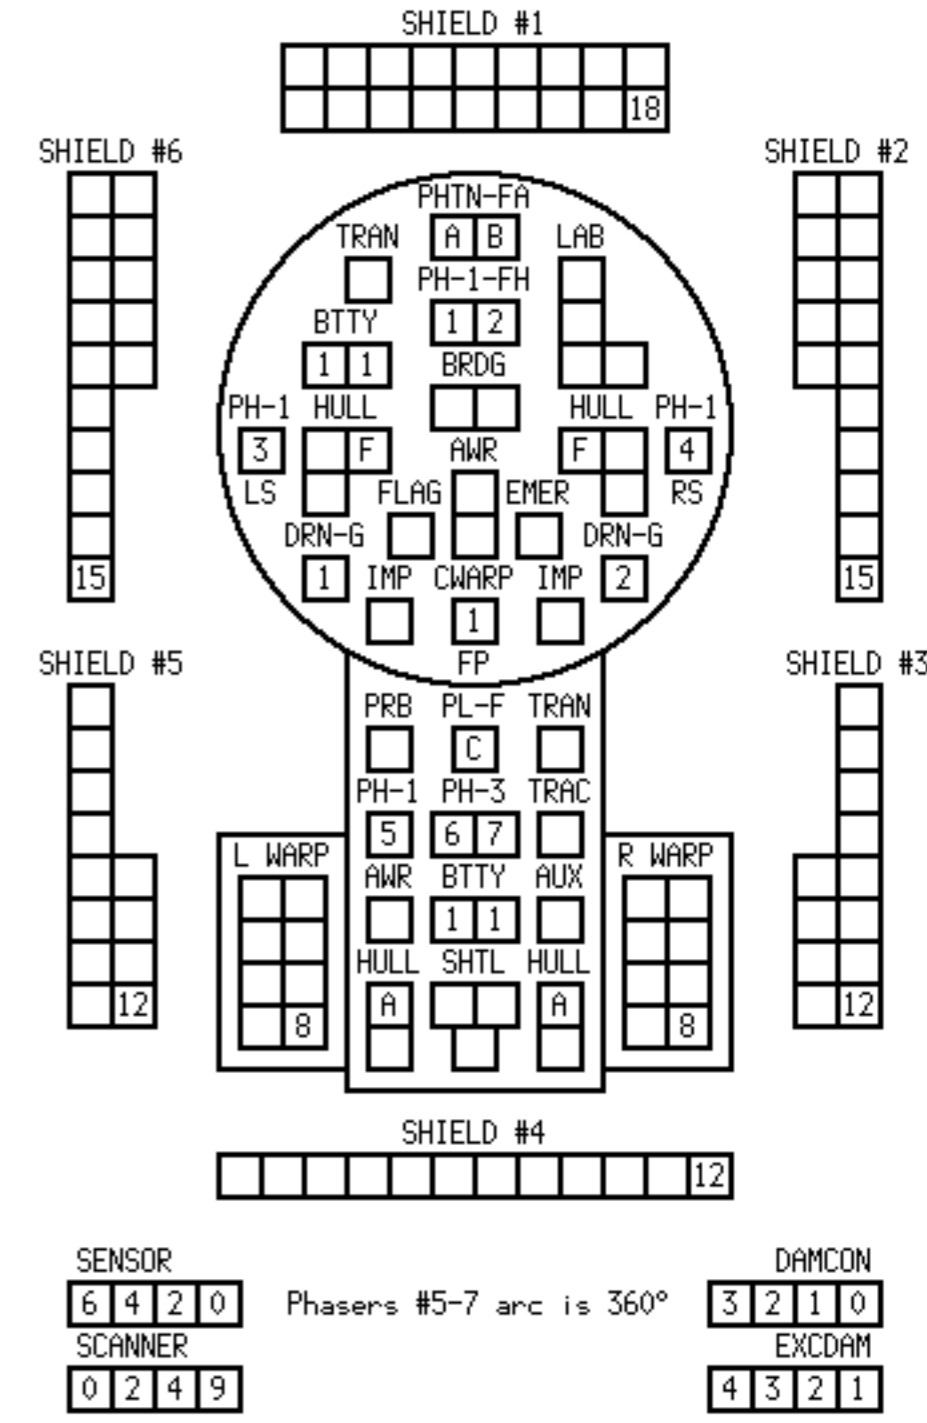 SHIELD #1
18
SHIELD #6 SHIELD #2
PHTN-FA
TRAN A B LAB
PH-1-FH
BTTY 1 2
1 1 BRDG
PH-1 HULL HULL PH-1
3 F AWR F 4
LS FLAG EMER RS
DRN-G DRN-G
15 1 IMP CWARP IMP 2 15
1
SHIELD #5 FP SHIELD #3
PRB PL-F TRAN
C
PH-1 PH-3 TRAC
5 6 7
L WARP AWR BTTY AUX R WARP
1 1
HULL SHTL HULL
12 8 A A 8 12
SHIELD #4
12
SENSOR DAMCON
6 4 2 0 Phasers #5-7 arc is 360° 3 2 1 0
SCANNER EXCDAM
0 2 4 9 4 3 2 1